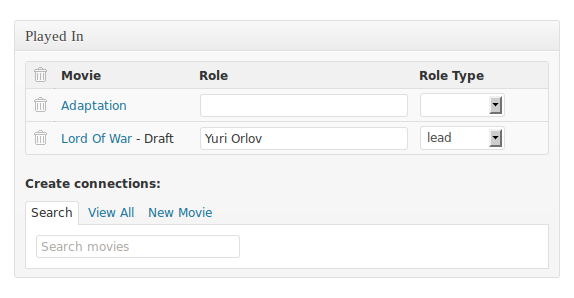 Played In
Movie Role Role Type
Adaptation
Lord Of War - Draft Yuri Orlov lead
Create connections:
Search View All New Movie
Search movies